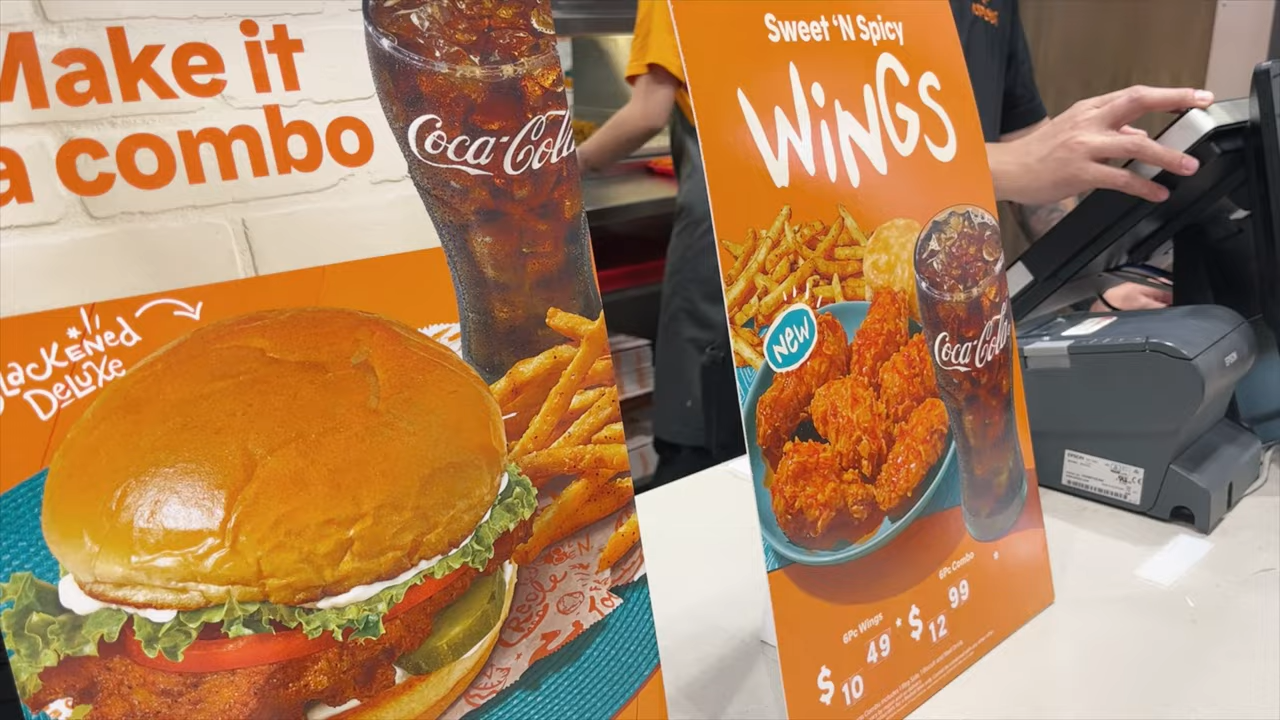 Make it
a combo
Coca-Cola
BLACKENED
DELUXE
Sweet 'N Spicy
WiNGS
NEW
Coca-Cola
6Pc Wings
$10 49*
6Pc Combo
$12 99*
EPSON
EPSON